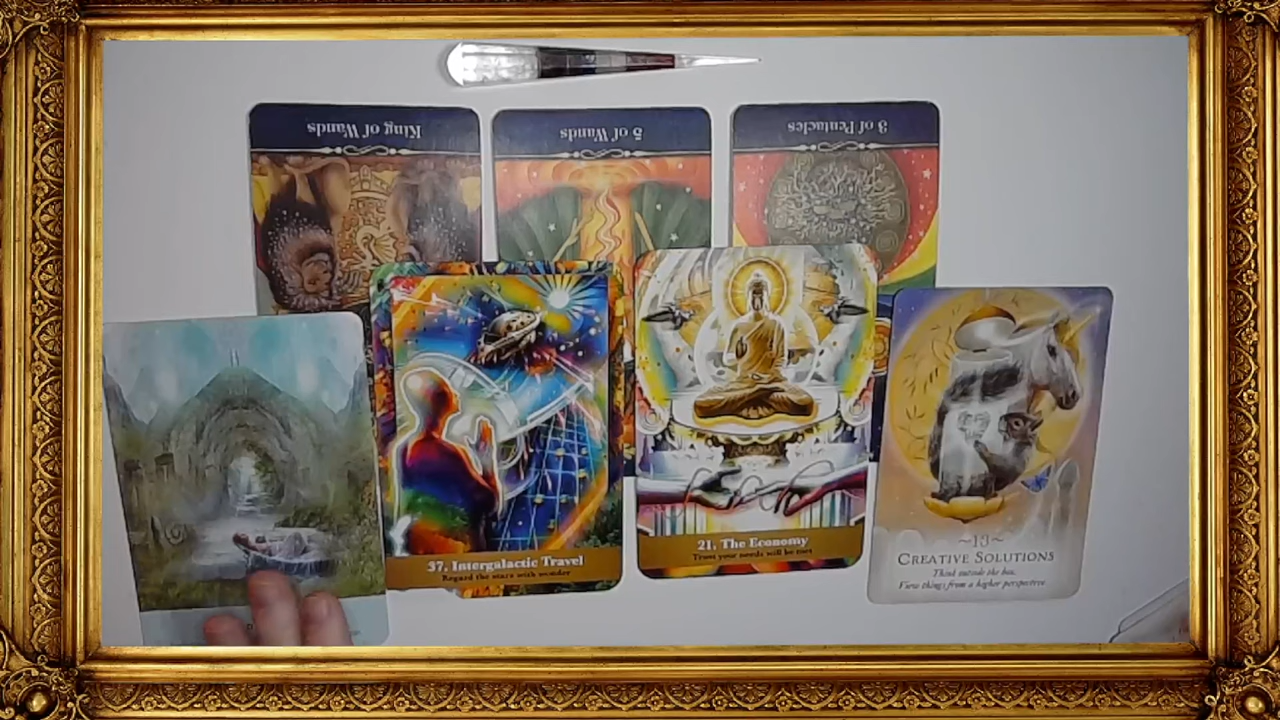 King of Wands
5 of Wands
3 of Pentacles
37. Intergalactic Travel
Regard the stars with wonder
21. The Economy
Trust your needs will be met
~13~
CREATIVE SOLUTIONS
Think outside the box.
View things from a higher perspective